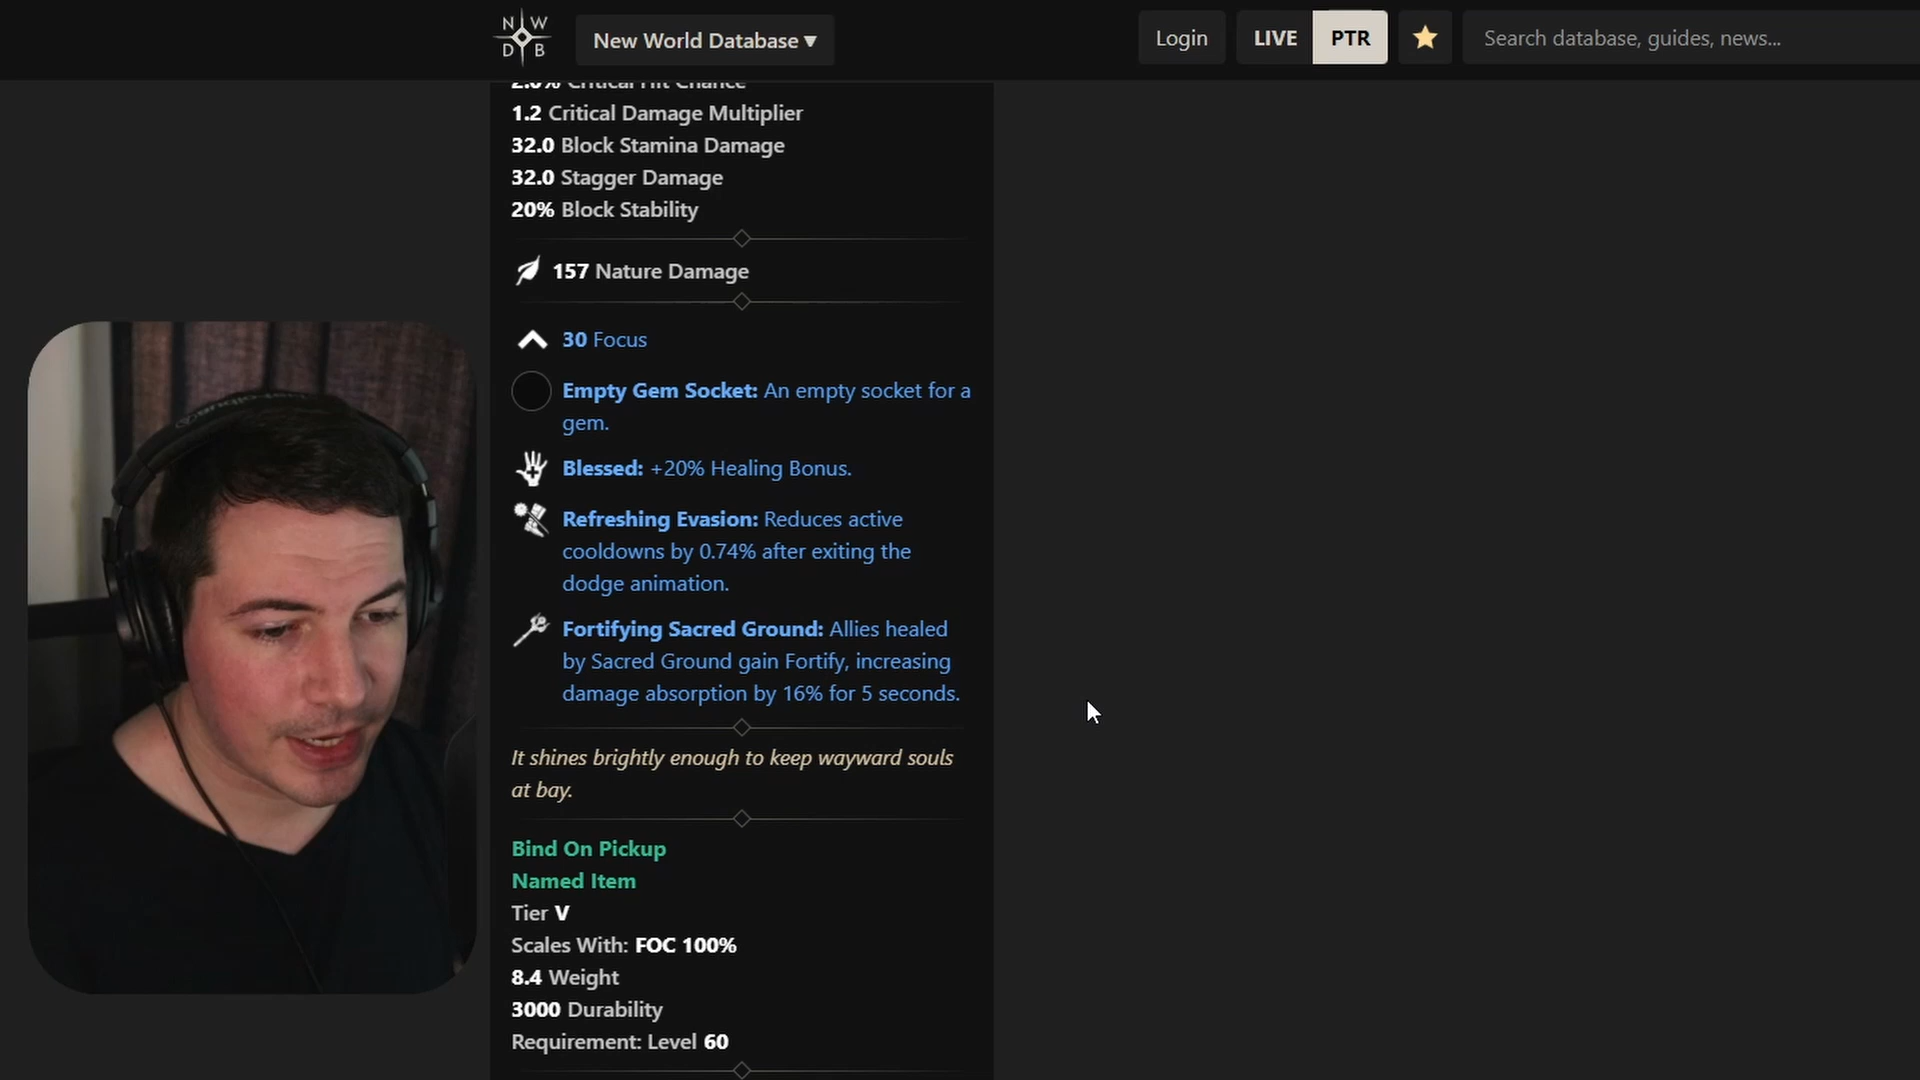 N W
D B
New World Database ▼
Login
LIVE
PTR
Search database, guides, news...
2.0% Critical Hit Chance
1.2 Critical Damage Multiplier
32.0 Block Stamina Damage
32.0 Stagger Damage
20% Block Stability
157 Nature Damage
30 Focus
Empty Gem Socket: An empty socket for a
gem.
Blessed: +20% Healing Bonus.
Refreshing Evasion: Reduces active
cooldowns by 0.74% after exiting the
dodge animation.
Fortifying Sacred Ground: Allies healed
by Sacred Ground gain Fortify, increasing
damage absorption by 16% for 5 seconds.
It shines brightly enough to keep wayward souls
at bay.
Bind On Pickup
Named Item
Tier V
Scales With: FOC 100%
8.4 Weight
3000 Durability
Requirement: Level 60